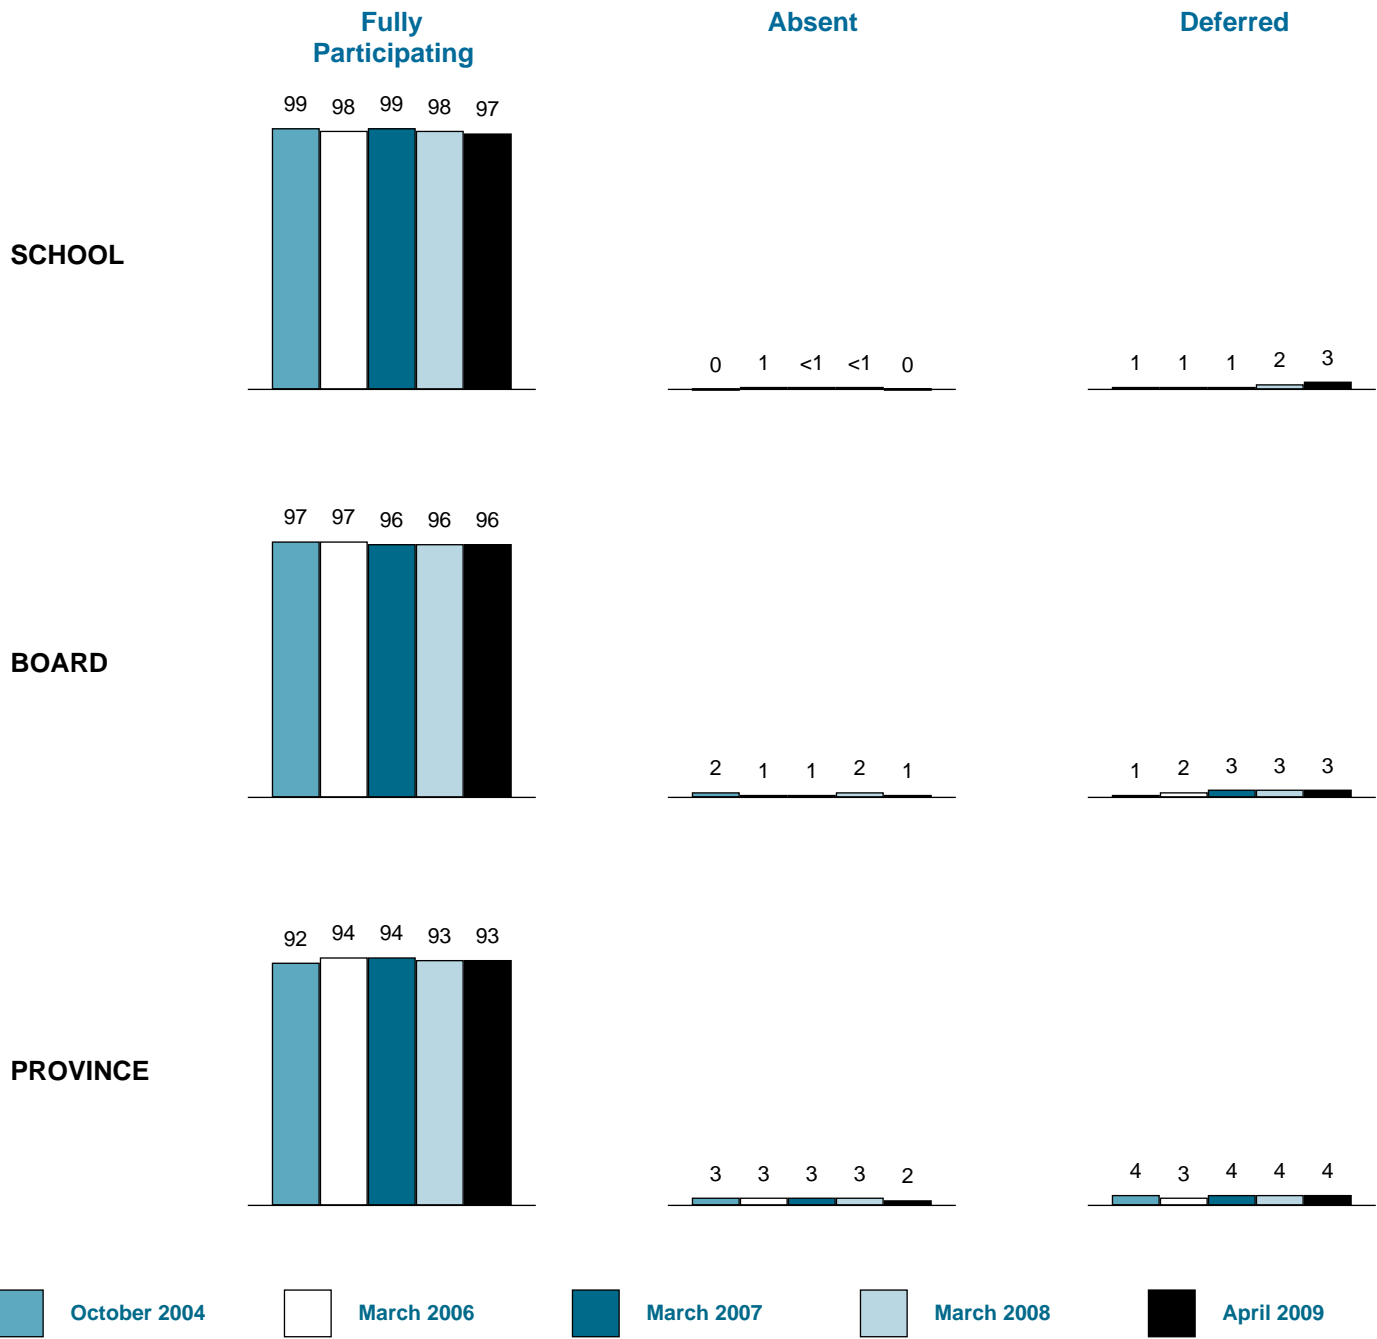 Fully
Participating
Absent
Deferred
99 98 99 98 97
SCHOOL
0 1 <1 <1 0
1 1 1 2 3
97 97 96 96 96
BOARD
2 1 1 2 1
1 2 3 3 3
92 94 94 93 93
PROVINCE
3 3 3 3 2
4 3 4 4 4
October 2004
March 2006
March 2007
March 2008
April 2009